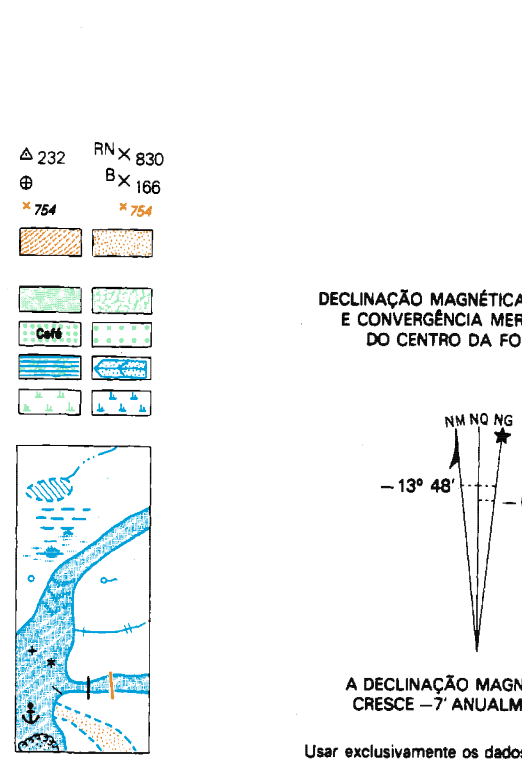 232 RN 830
B 166
754 754
Café
DECLINAÇÃO MAGNÉTICA
E CONVERGÊNCIA MER
DO CENTRO DA FO
NM NQ NG
– 13º 48'
A DECLINAÇÃO MAGN
CRESCE –7' ANUALM
Usar exclusivamente os dados